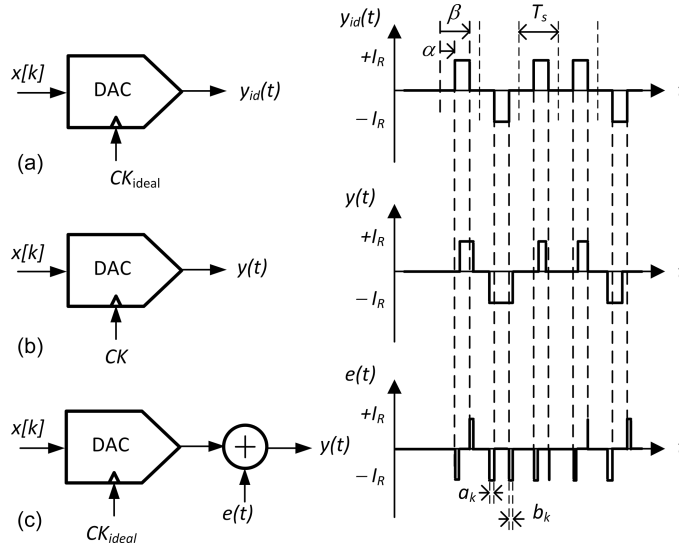 x[k]
DAC
y_id(t)
CK_ideal
(a)
y_id(t)
β
α
T_s
+I_R
−I_R
t
x[k]
DAC
y(t)
CK
(b)
y(t)
+I_R
−I_R
t
x[k]
DAC
+
y(t)
CK_ideal
e(t)
(c)
e(t)
+I_R
−I_R
a_k
b_k